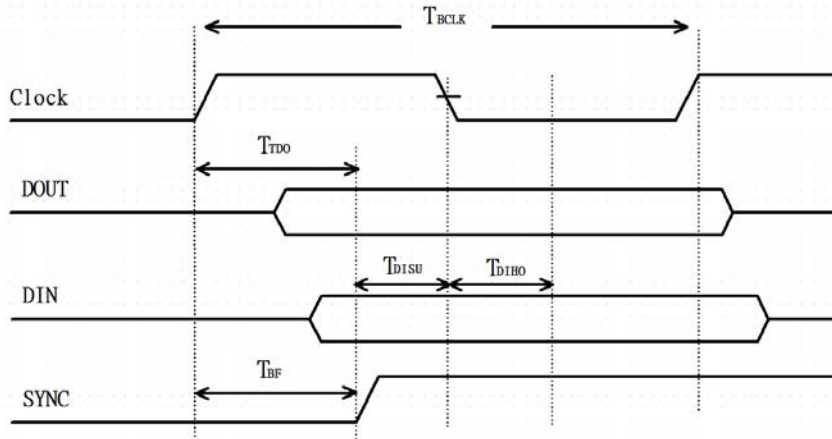 TBCLK
Clock
TTDO
DOUT
TDISU
TDIHO
DIN
TBF
SYNC